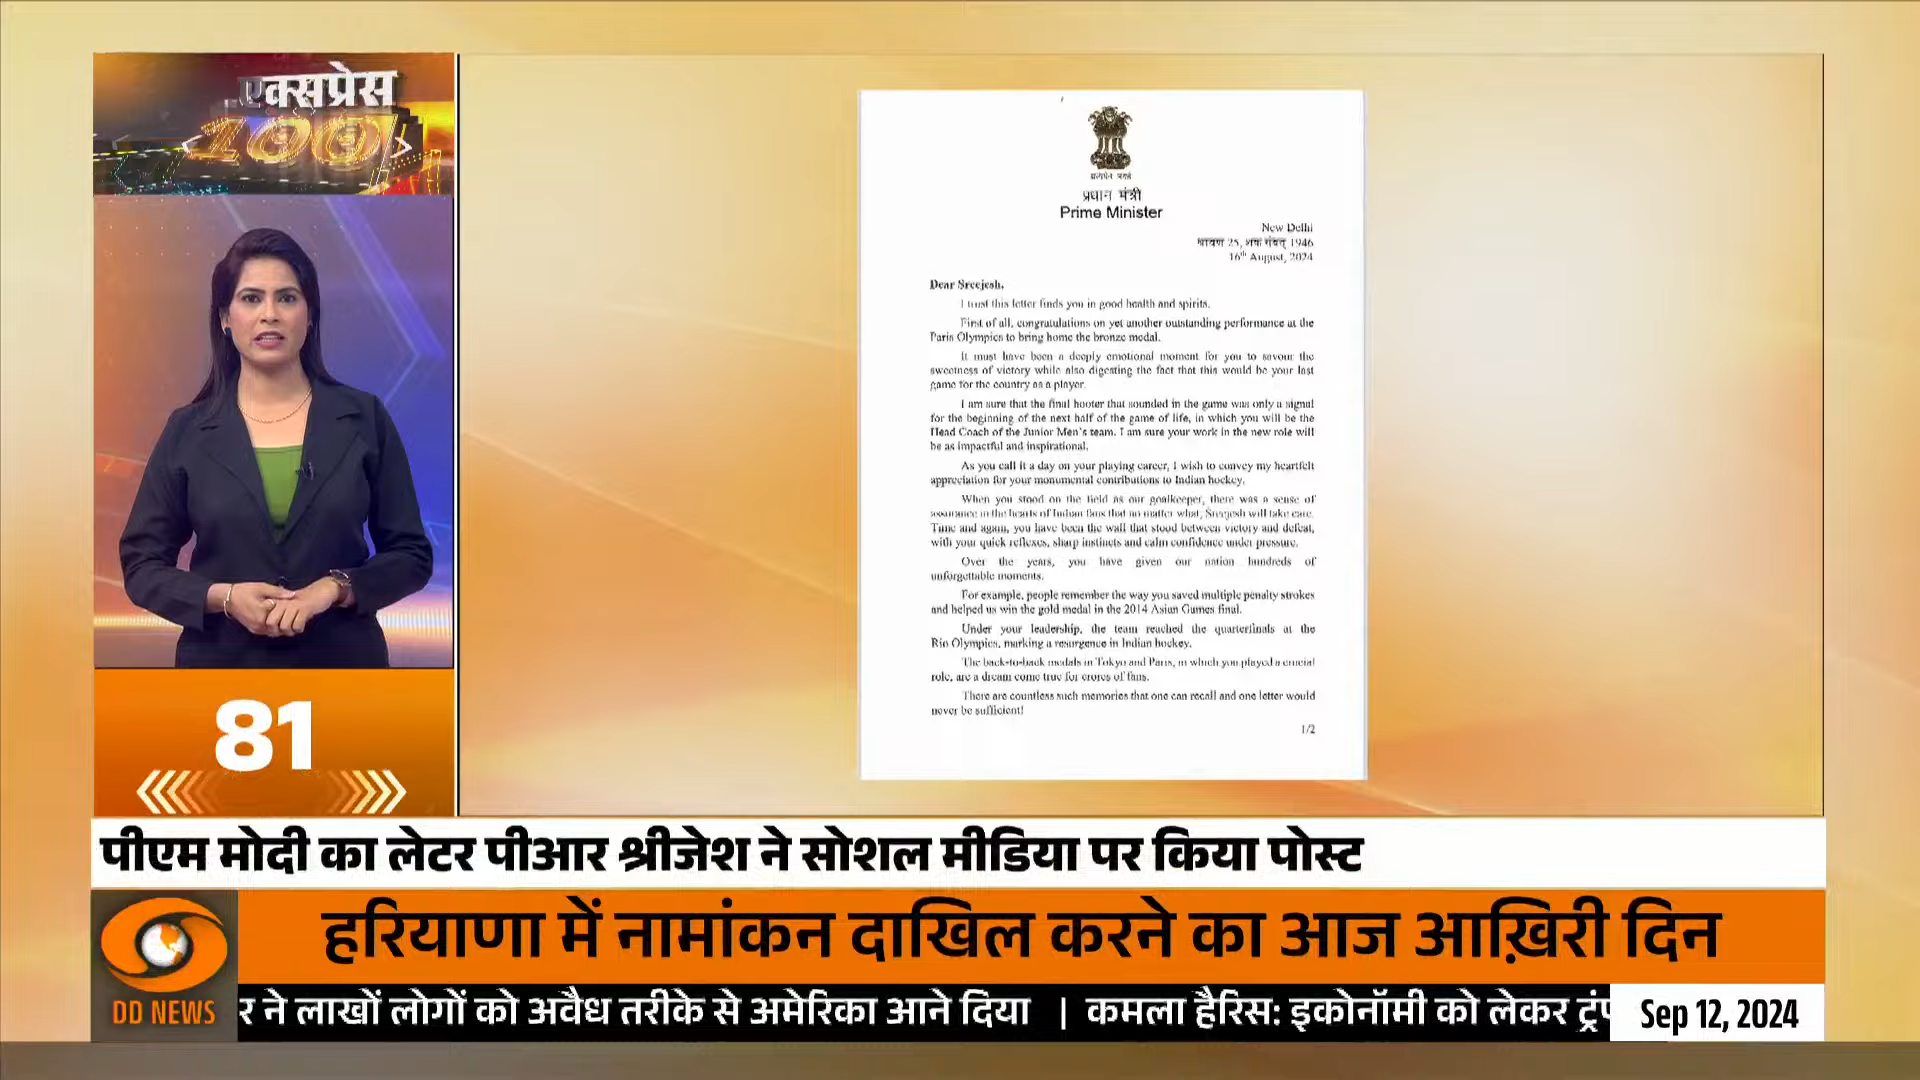 एक्सप्रेस
100
81
सत्यमेव जयते
प्रधान मंत्री
Prime Minister
New Delhi
श्रावण 25, शक संवत् 1946
16th August, 2024
Dear Sreejesh,
I trust this letter finds you in good health and spirits.
First of all, congratulations on yet another outstanding performance at the
Paris Olympics to bring home the bronze medal.
It must have been a deeply emotional moment for you to savour the
sweetness of victory while also digesting the fact that this would be your last
game for the country as a player.
I am sure that the final hooter that sounded in the game was only a signal
for the beginning of the next half of the game of life, in which you will be the
Head Coach of the Junior Men's team. I am sure your work in the new role will
be as impactful and inspirational.
As you call it a day on your playing career, I wish to convey my heartfelt
appreciation for your monumental contributions to Indian hockey.
When you stood on the field as our goalkeeper, there was a sense of
assurance in the hearts of Indian fans that no matter what, Sreejesh will take care.
Time and again, you have been the wall that stood between victory and defeat,
with your quick reflexes, sharp instincts and calm confidence under pressure.
Over the years, you have given our nation hundreds of
unforgettable moments.
For example, people remember the way you saved multiple penalty strokes
and helped us win the gold medal in the 2014 Asian Games final.
Under your leadership, the team reached the quarterfinals at the
Rio Olympics, marking a resurgence in Indian hockey.
The back-to-back medals in Tokyo and Paris, in which you played a crucial
role, are a dream come true for crores of fans.
There are countless such memories that one can recall and one letter would
never be sufficient!
1/2
पीएम मोदी का लेटर पीआर श्रीजेश ने सोशल मीडिया पर किया पोस्ट
हरियाणा में नामांकन दाखिल करने का आज आख़िरी दिन
DD NEWS
र ने लाखों लोगों को अवैध तरीके से अमेरिका आने दिया | कमला हैरिस: इकोनॉमी को लेकर ट्रंप
Sep 12, 2024